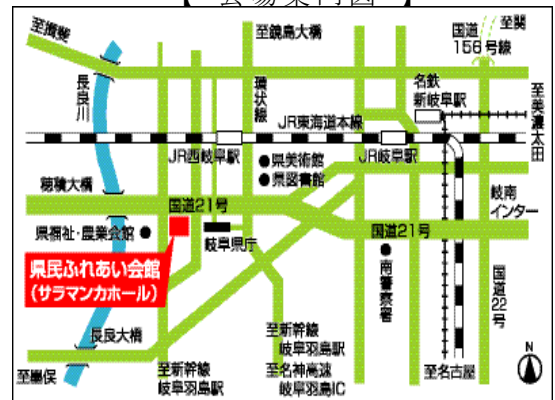 【 会場案内図 】
至揖斐
至鏡島大橋
国道
156号線
至関
長良川
環状線
名鉄
新岐阜駅
至美濃太田
JR東海道本線
JR西岐阜駅
JR岐阜駅
県美術館
県図書館
穂積大橋
国道21号
岐南
インター
県福祉・農業会館
岐阜県庁
国道21号
県民ふれあい会館
(サラマンカホール)
南警察署
国道22号
長良大橋
至墨俣
至新幹線
岐阜羽島駅
至新幹線
岐阜羽島駅
至名神高速
岐阜羽島IC
至名古屋
N